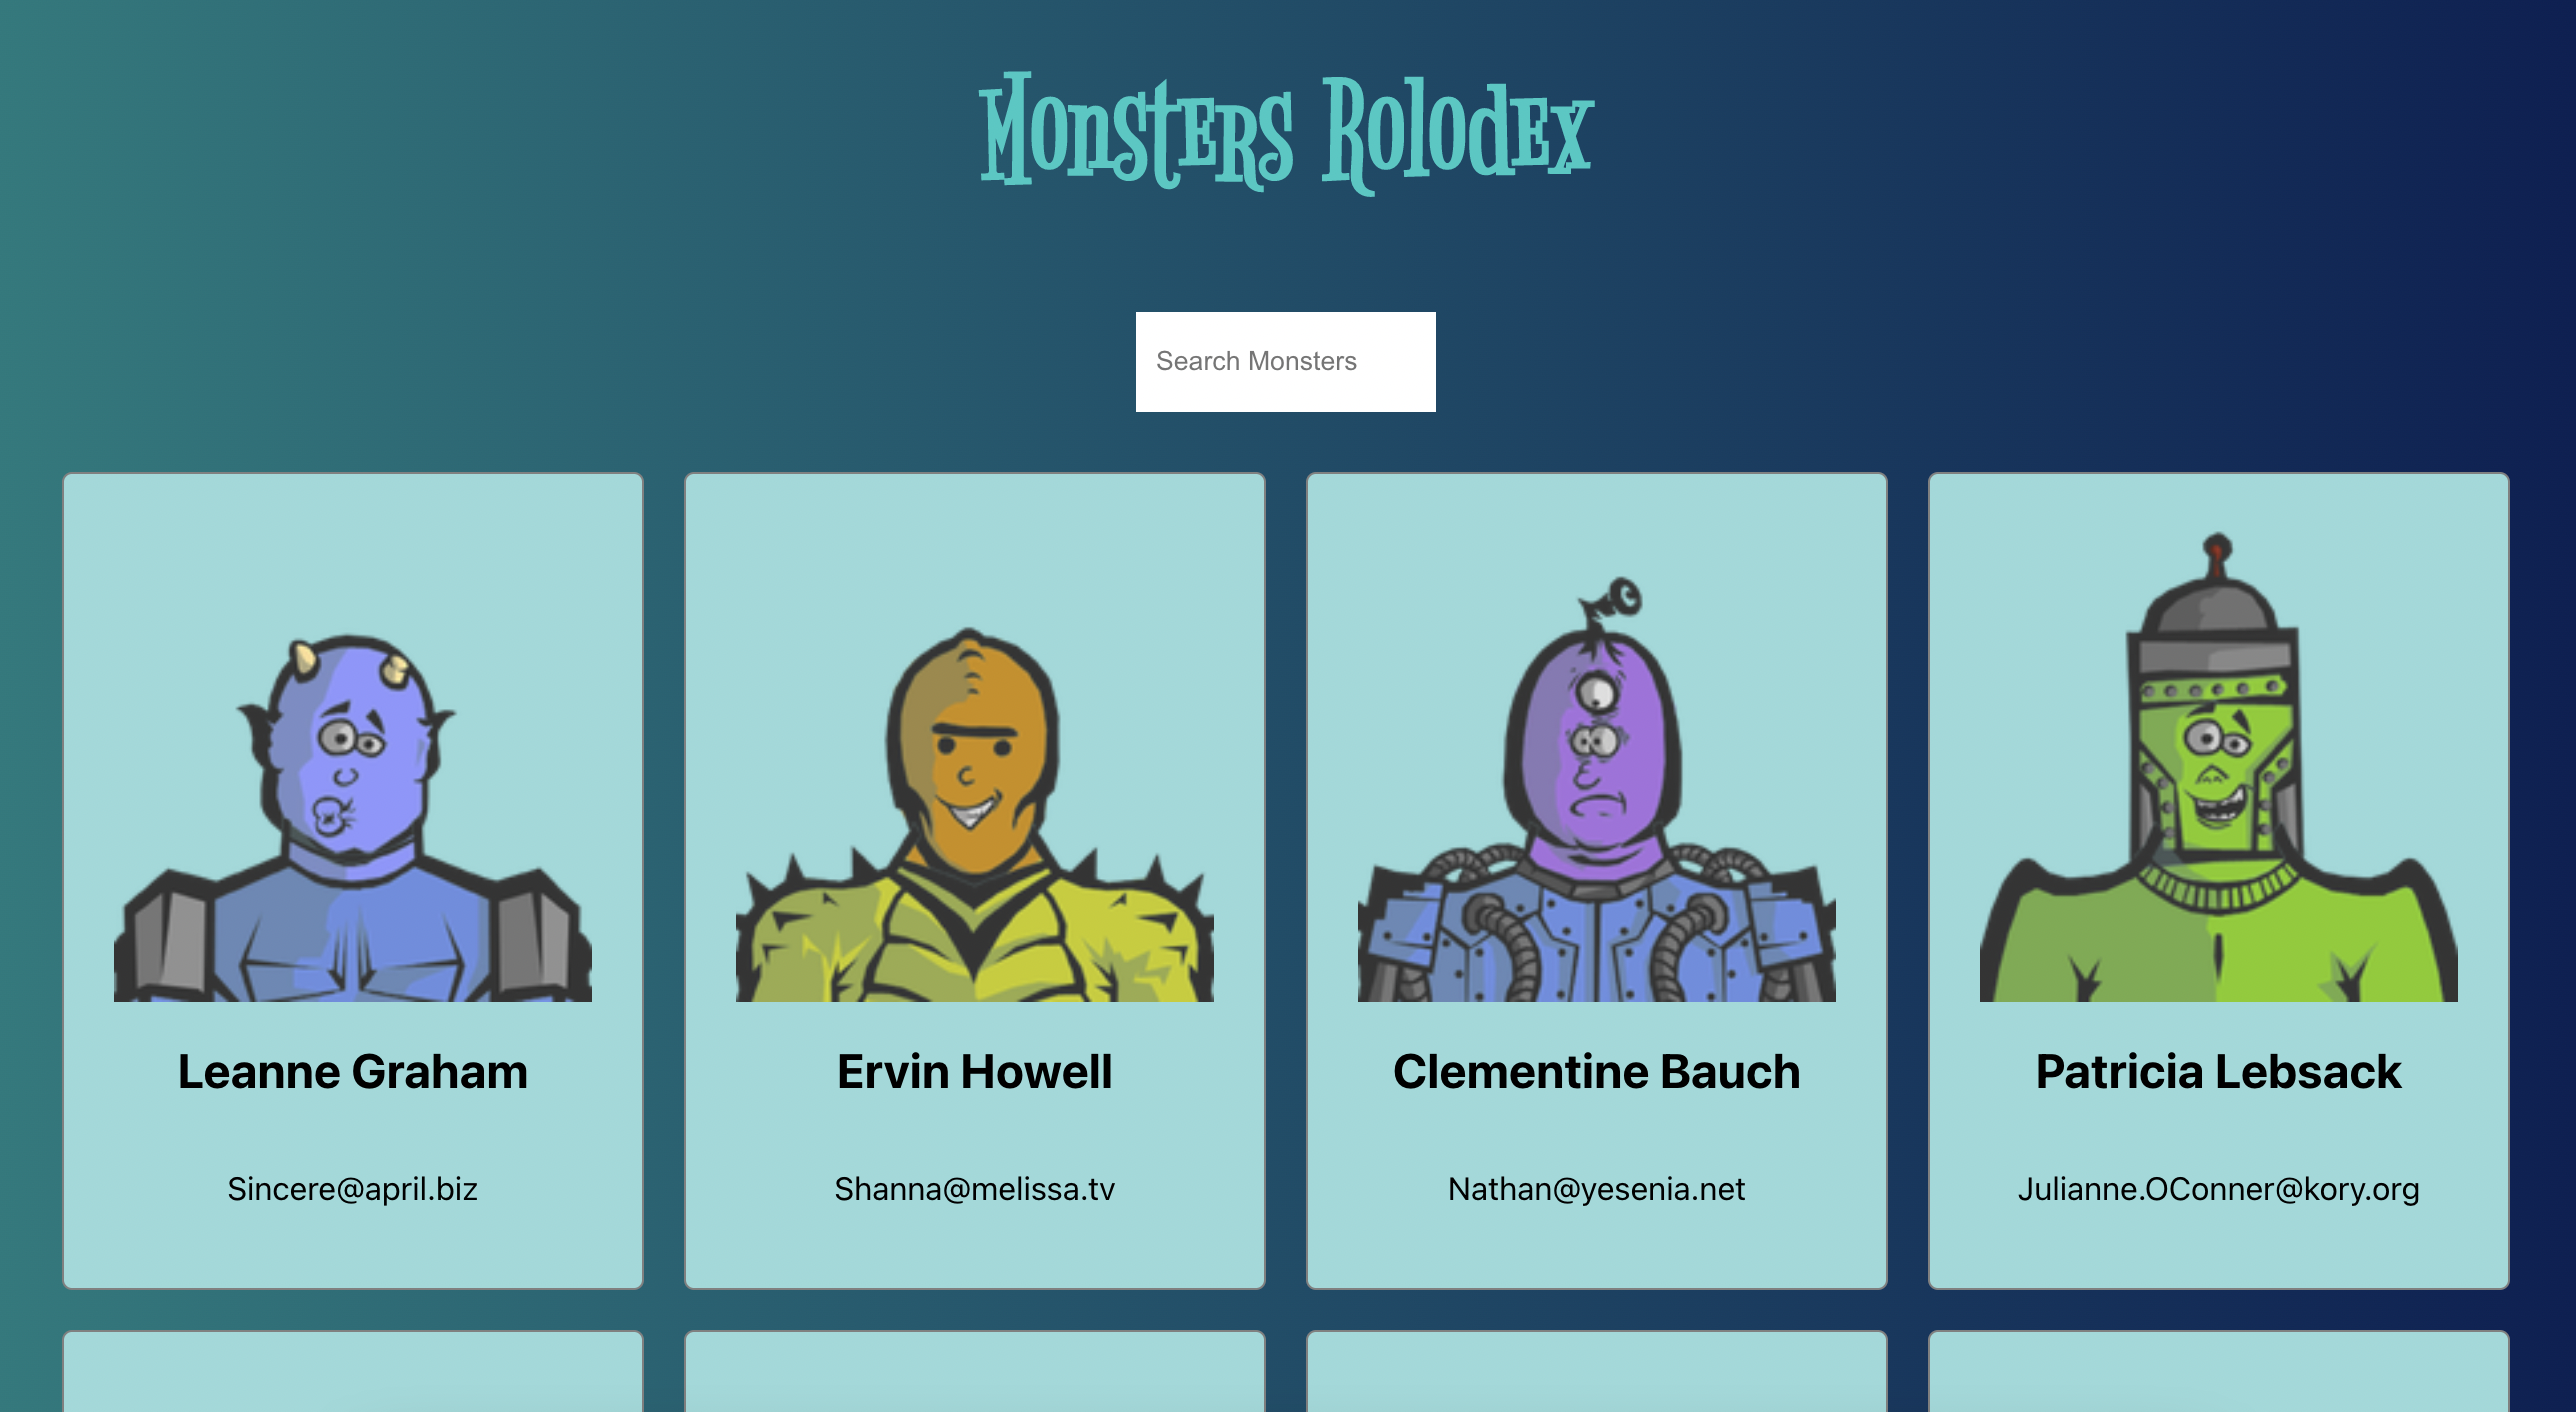 Monsters Rolodex
Search Monsters
Leanne Graham
Sincere@april.biz
Ervin Howell
Shanna@melissa.tv
Clementine Bauch
Nathan@yesenia.net
Patricia Lebsack
Julianne.OConner@kory.org